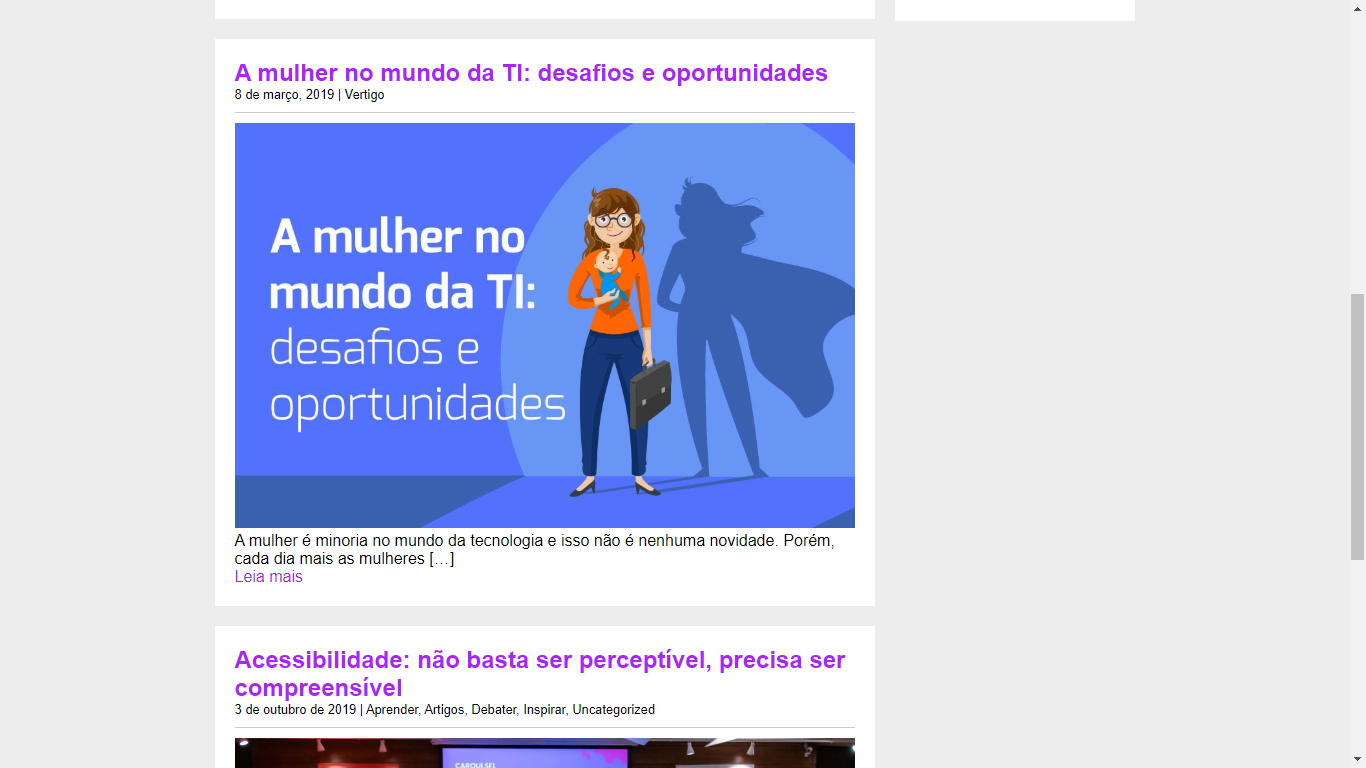 A mulher no mundo da TI: desafios e oportunidades
8 de março, 2019 | Vertigo
A mulher no
mundo da TI:
desafios e
oportunidades
A mulher é minoria no mundo da tecnologia e isso não é nenhuma novidade. Porém,
cada dia mais as mulheres […]
Leia mais
Acessibilidade: não basta ser perceptível, precisa ser
compreensível
3 de outubro de 2019 | Aprender, Artigos, Debater, Inspirar, Uncategorized
CAROULSEL